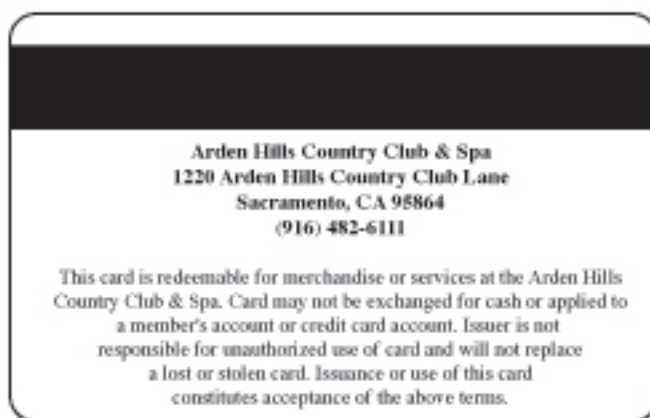 Arden Hills Country Club & Spa
1220 Arden Hills Country Club Lane
Sacramento, CA 95864
(916) 482-6111
This card is redeemable for merchandise or services at the Arden Hills
Country Club & Spa. Card may not be exchanged for cash or applied to
a member's account or credit card account. Issuer is not
responsible for unauthorized use of card and will not replace
a lost or stolen card. Issuance or use of this card
constitutes acceptance of the above terms.